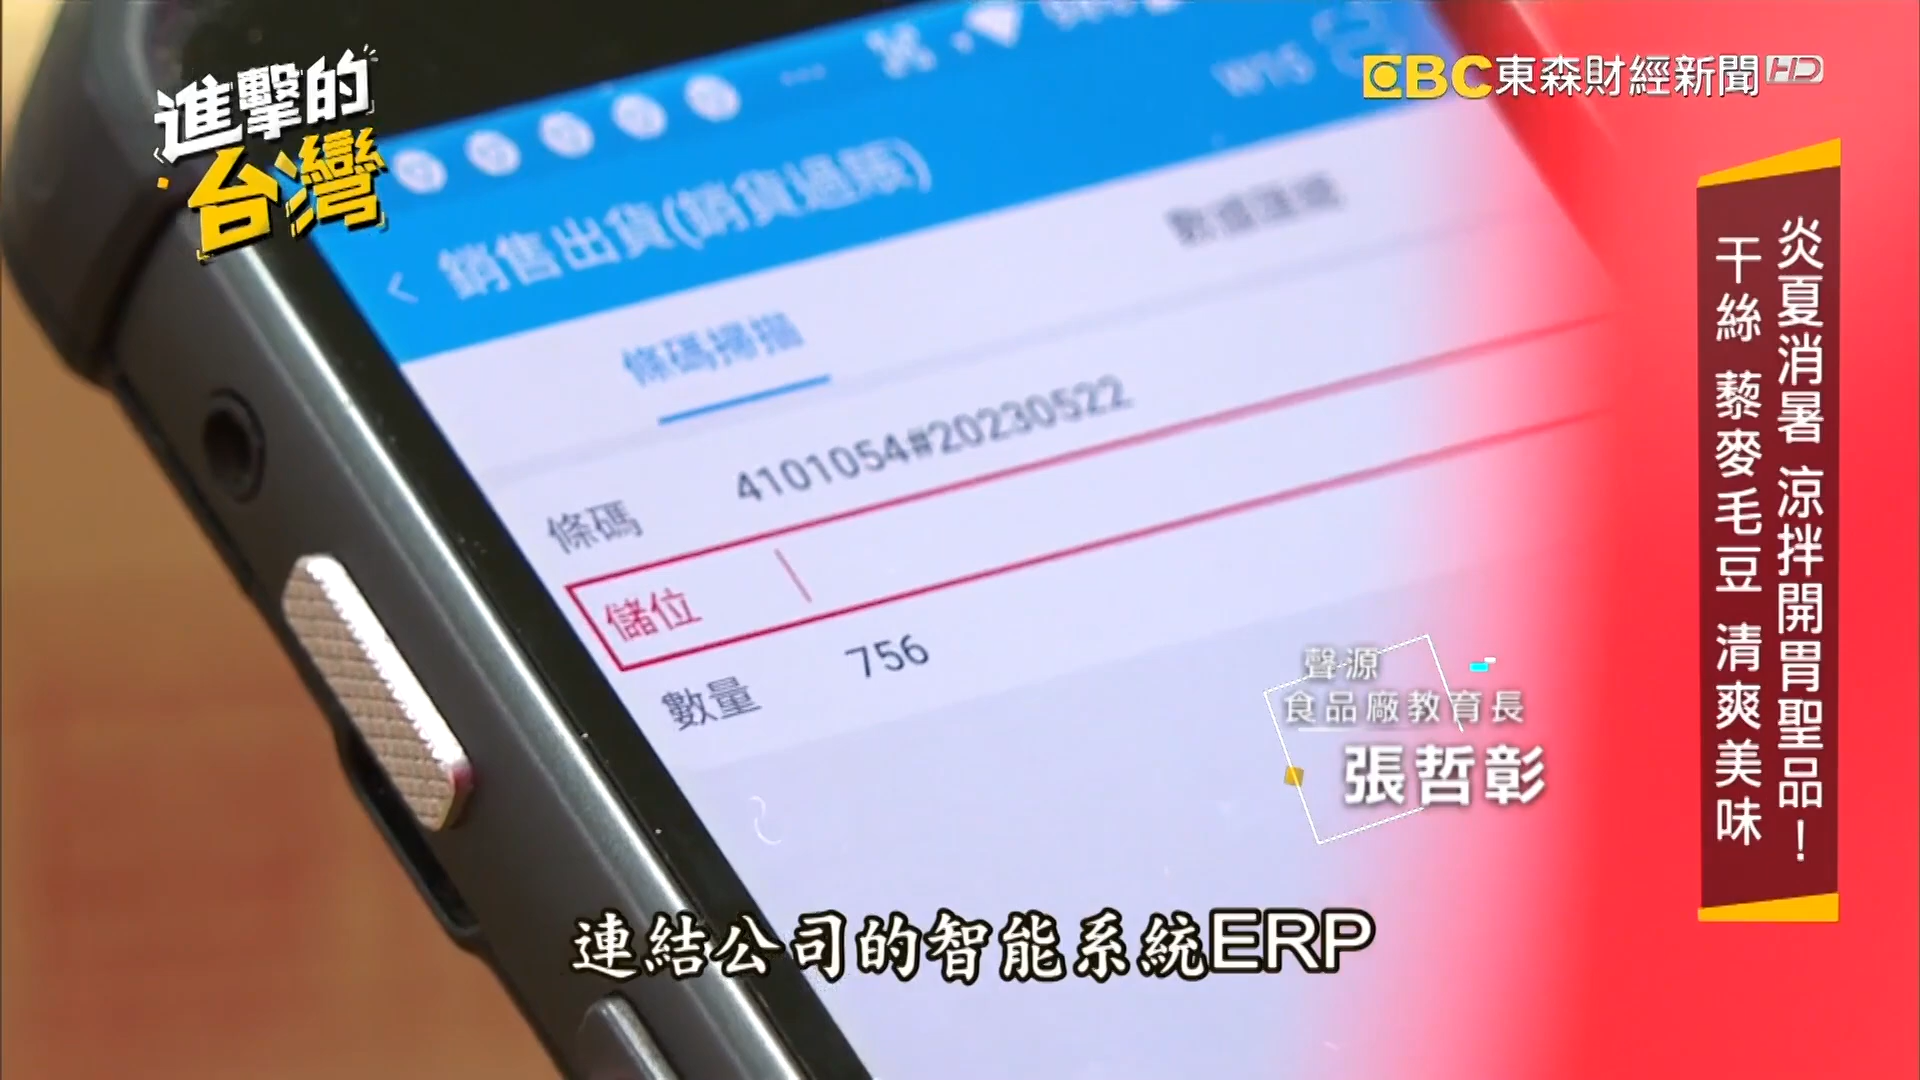 進擊的
台灣
EBC東森財經新聞HD
銷售出貨(銷貨過賬)
條碼掃描
條碼 4101054#20230522
儲位
數量 756
炎夏消暑 涼拌開胃聖品！
干絲 藜麥毛豆 清爽美味
聲源
食品廠教育長
張哲彰
連結公司的智能系統ERP